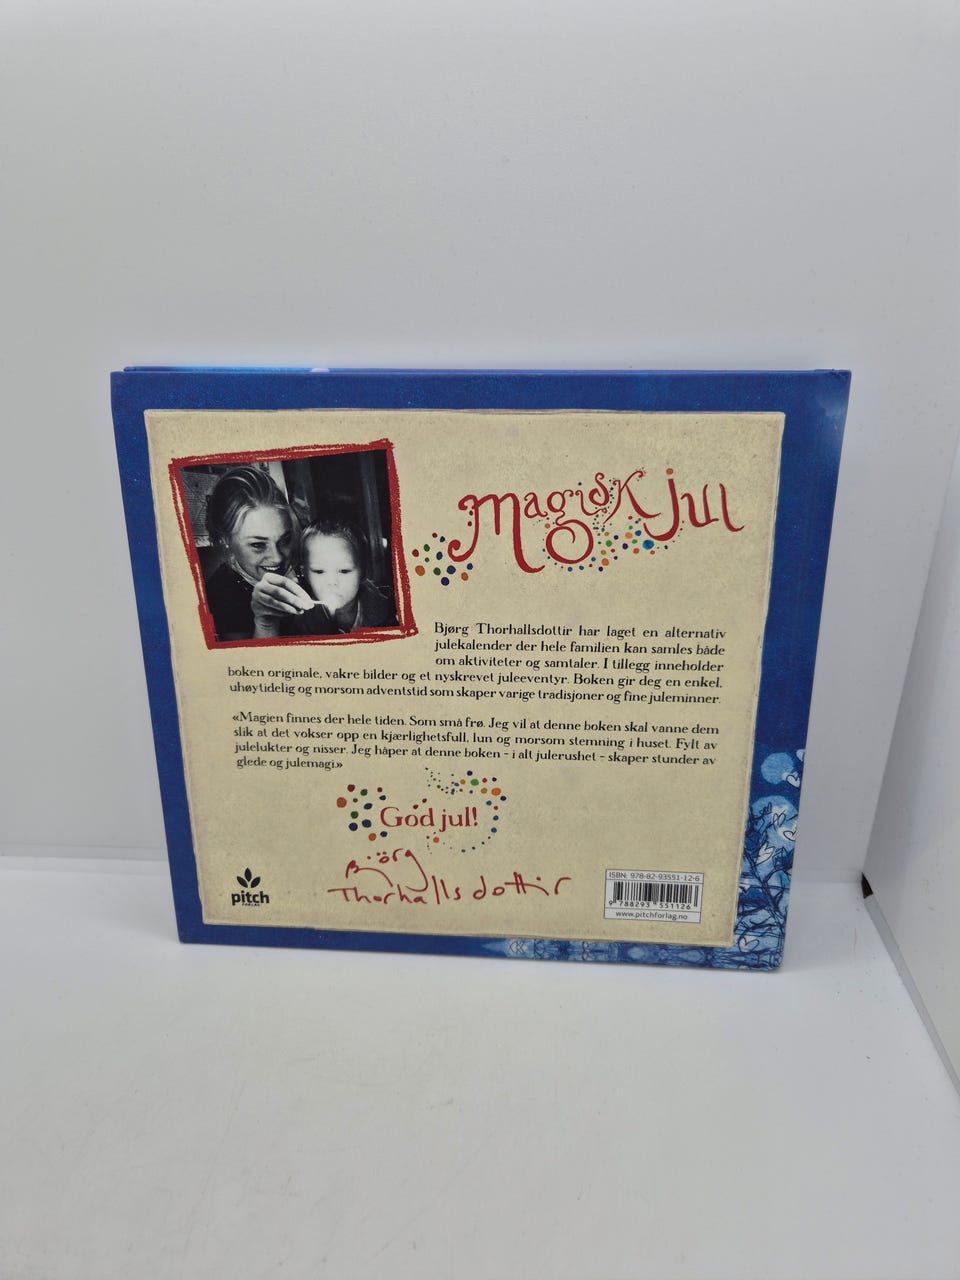 Magisk jul
Bjørg Thorhallsdottir har laget en alternativ
julekalender der hele familien kan samles både
om aktiviteter og samtaler. I tillegg inneholder
boken originale, vakre bilder og et nyskrevet juleeventyr. Boken gir deg en enkel,
uhøytidelig og morsom adventstid som skaper varige tradisjoner og fine juleminner.
«Magien finnes der hele tiden. Som små frø. Jeg vil at denne boken skal vanne dem
slik at det vokser opp en kjærlighetsfull, lun og morsom stemning i huset. Fylt av
julelukter og nisser. Jeg håper at denne boken - i alt julerushet - skaper stunder av
glede og julemagi.»
God jul!
Björg
Thorhallsdottir
pitch
FORLAG
ISBN: 978-82-93551-12-6
9 788293 551126
www.pitchforlag.no